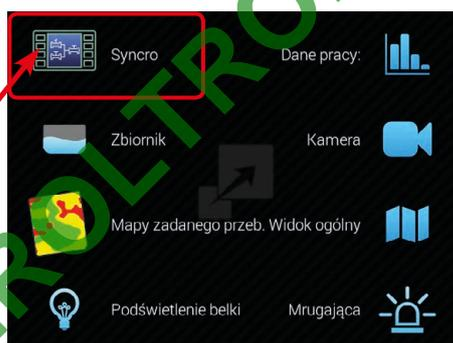 Syncro
Dane pracy:
Zbiornik
Kamera
Mapy zadanego przeb.
Widok ogólny
Podświetlenie belki
Mrugająca